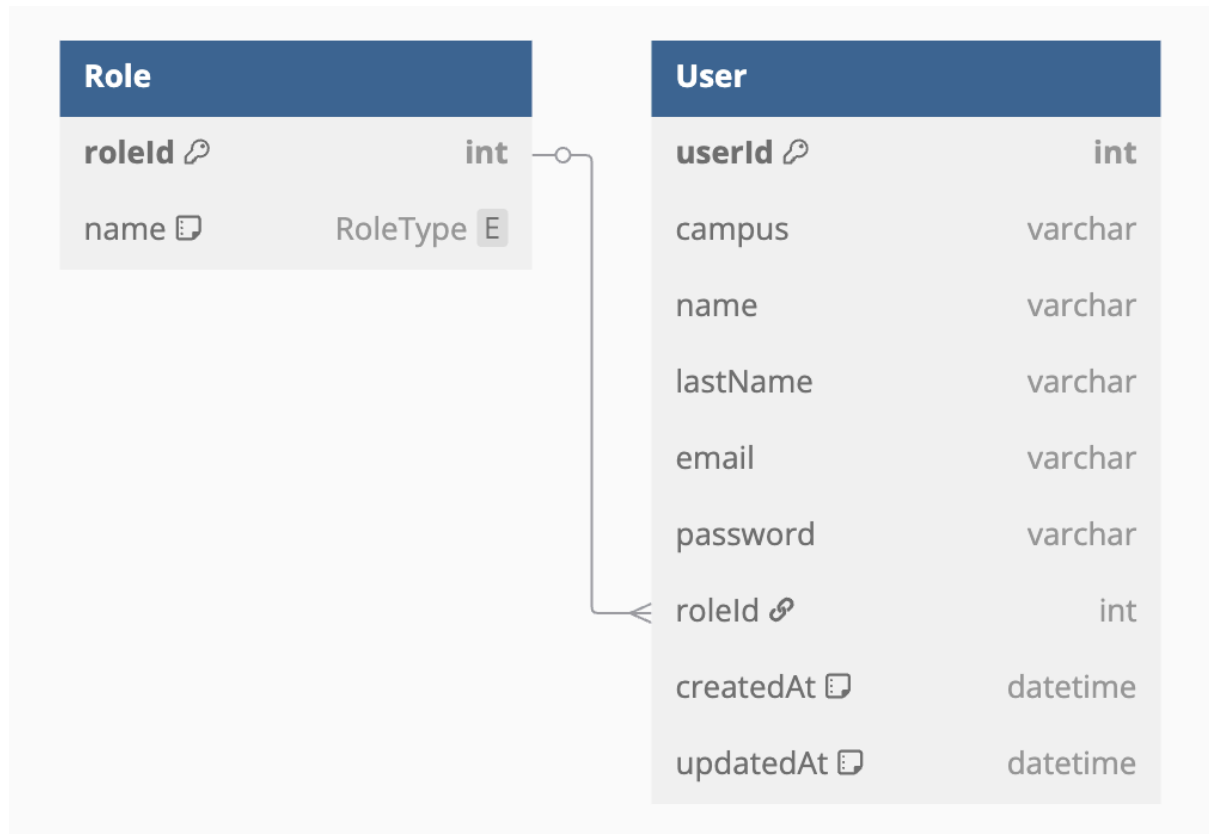 Role
roleId int
name RoleType E
User
userId int
campus varchar
name varchar
lastName varchar
email varchar
password varchar
roleId int
createdAt datetime
updatedAt datetime